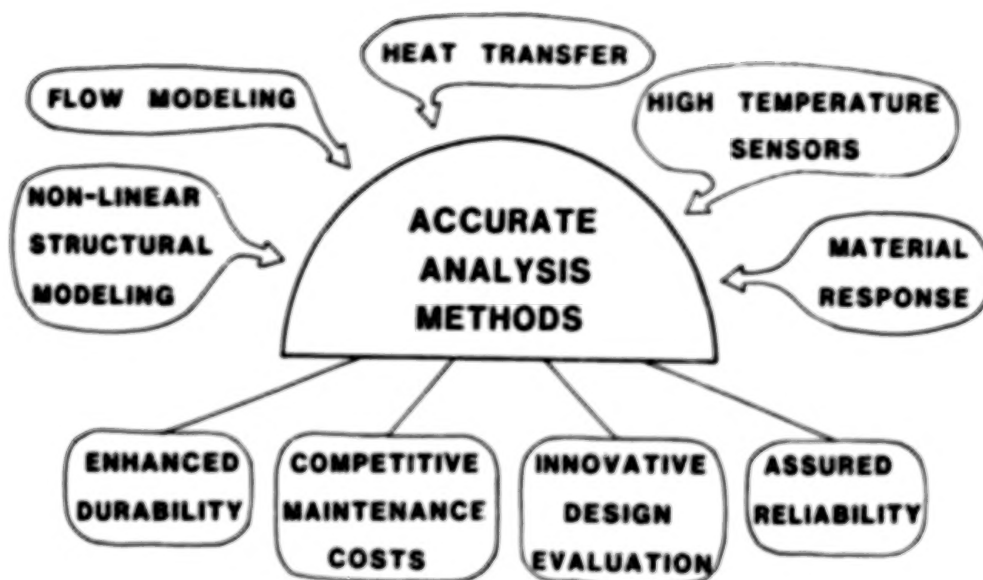 HEAT TRANSFER
FLOW MODELING
HIGH TEMPERATURE
SENSORS
NON-LINEAR
STRUCTURAL
MODELING
ACCURATE
ANALYSIS
METHODS
MATERIAL
RESPONSE
ENHANCED
DURABILITY
COMPETITIVE
MAINTENANCE
COSTS
INNOVATIVE
DESIGN
EVALUATION
ASSURED
RELIABILITY